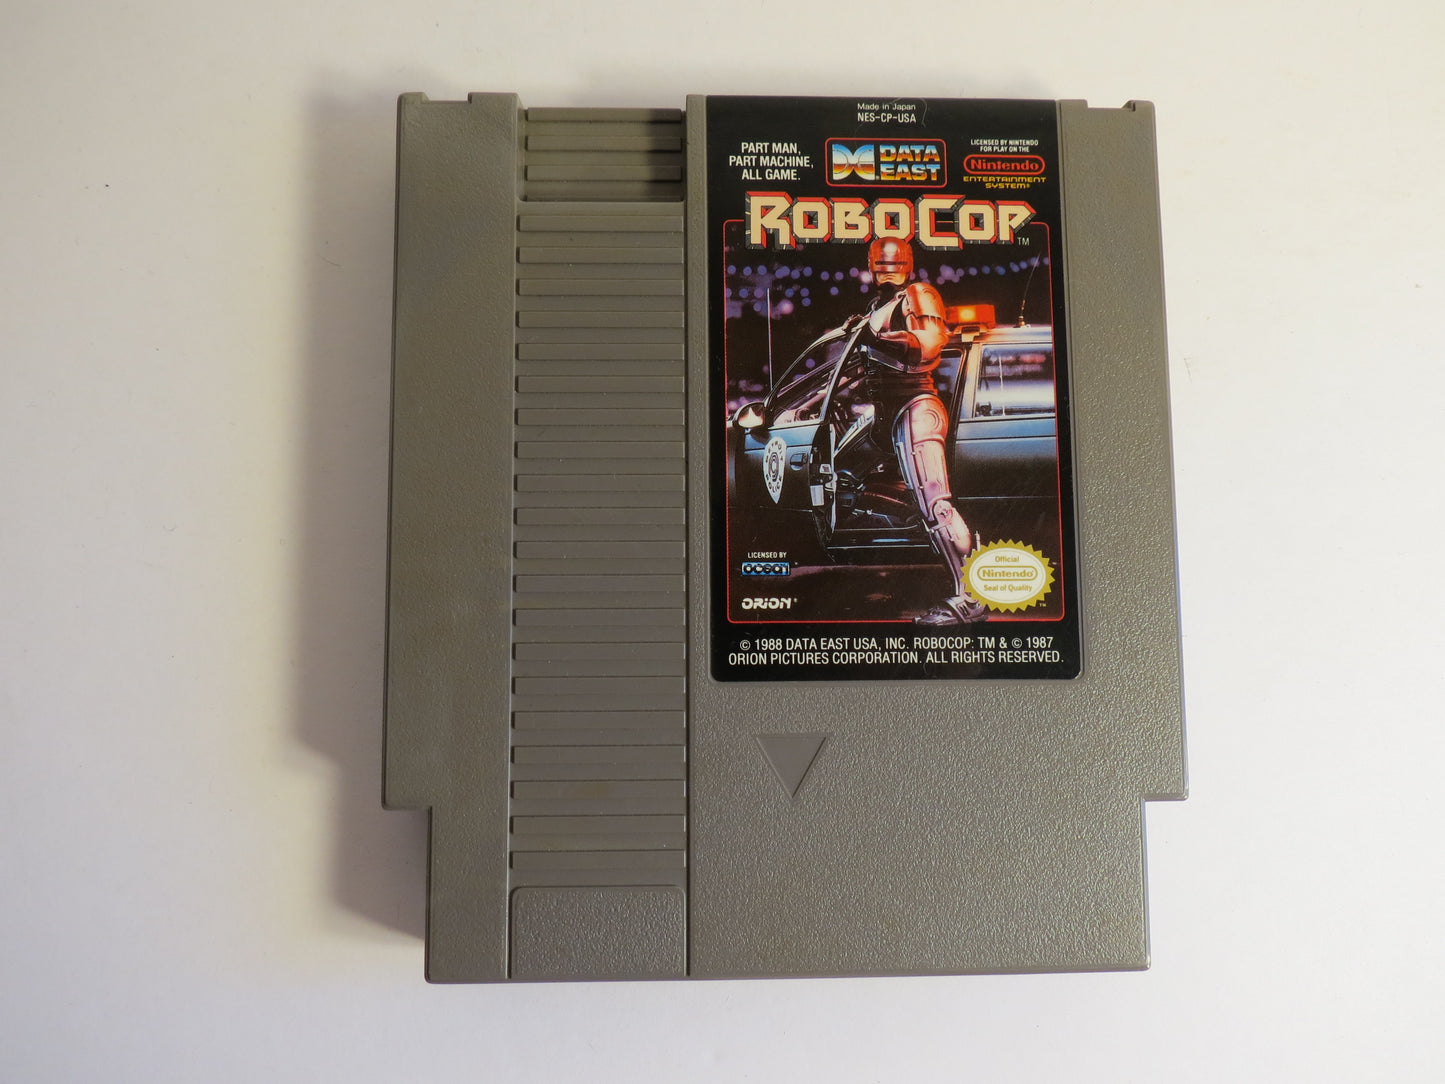 Made in Japan
NES-CP-USA
PART MAN,
PART MACHINE,
ALL GAME.
DATA
EAST
LICENSED BY NINTENDO
FOR PLAY ON THE
Nintendo
ENTERTAINMENT
SYSTEM®
ROBOCOP
TM
LICENSED BY
ocean
ORION®
Official
Nintendo
Seal of Quality
TM
© 1988 DATA EAST USA, INC. ROBOCOP: TM & © 1987
ORION PICTURES CORPORATION. ALL RIGHTS RESERVED.